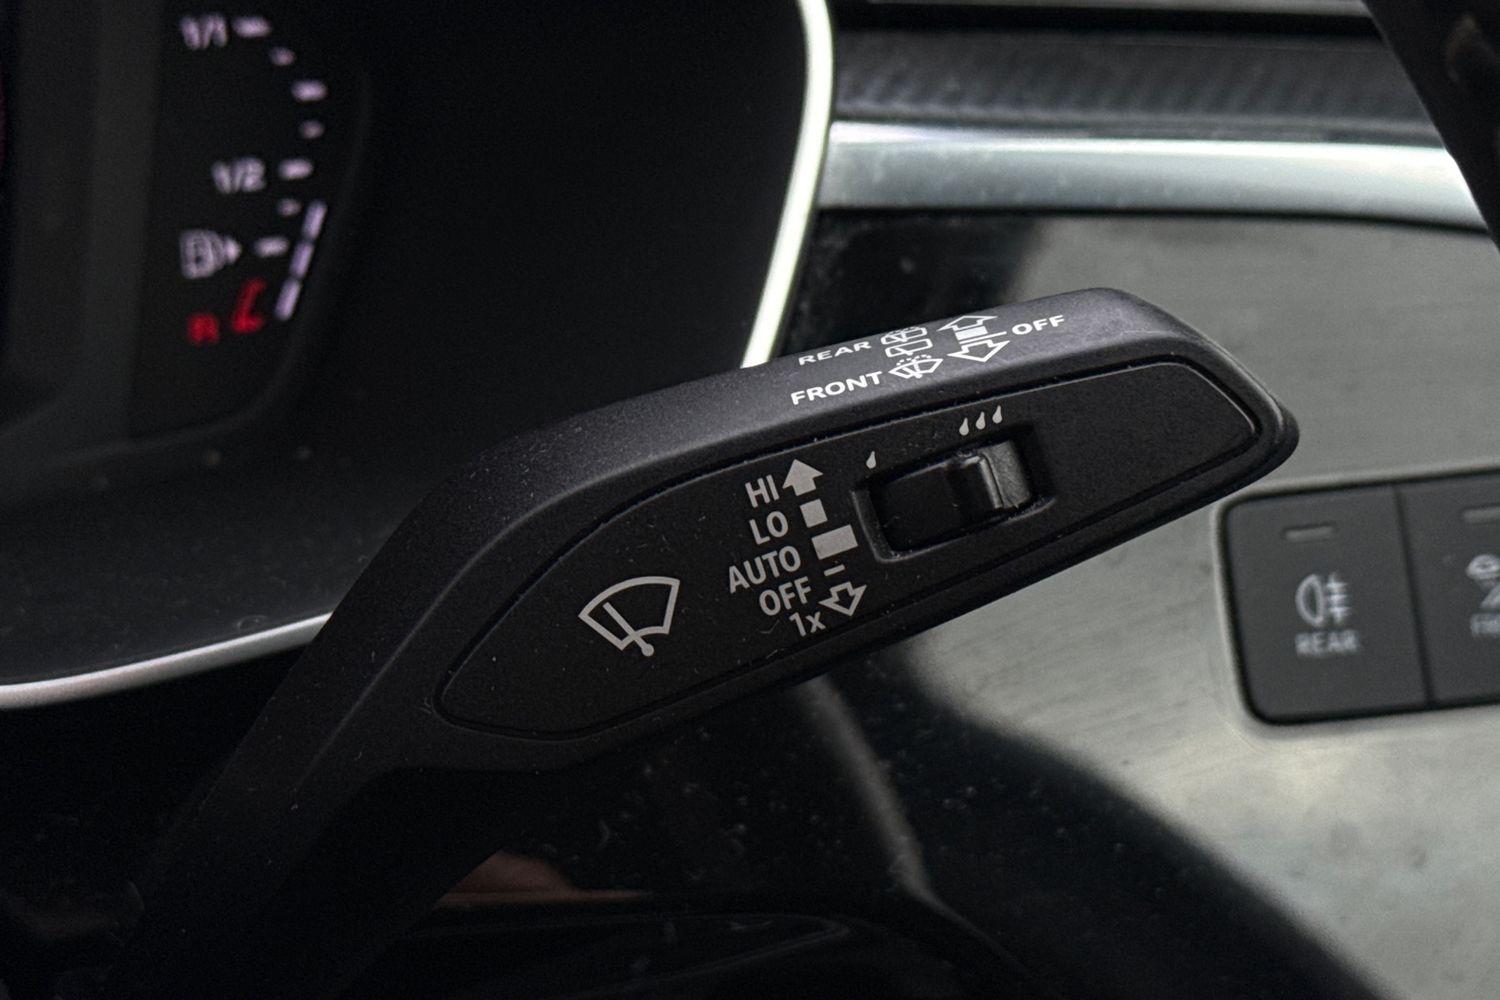 1/1
1/2
R
REAR OFF
FRONT
HI
LO
AUTO
OFF
1x
REAR